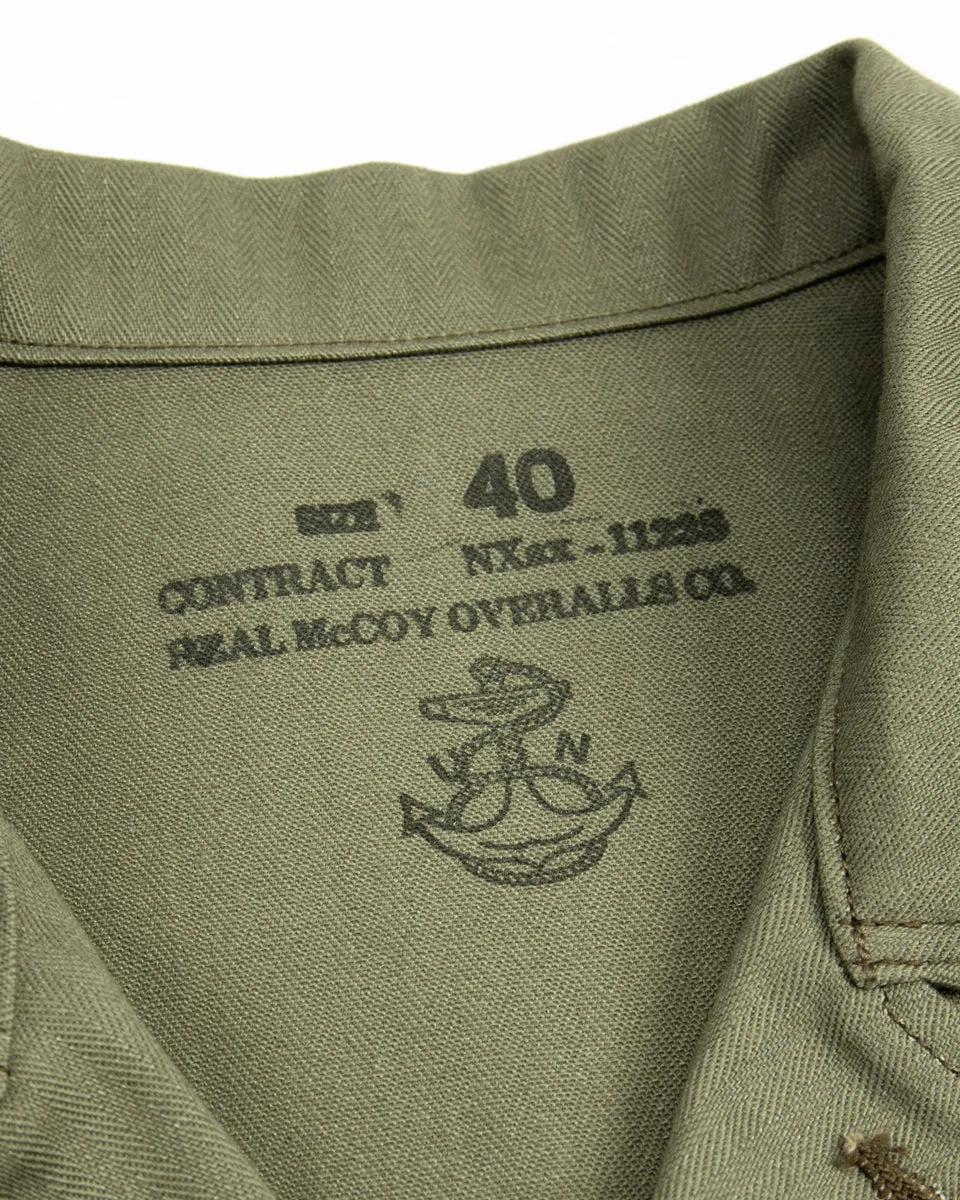 SIZE 40
CONTRACT NXsx-11228
REAL McCOY OVERALLS CO.
U N